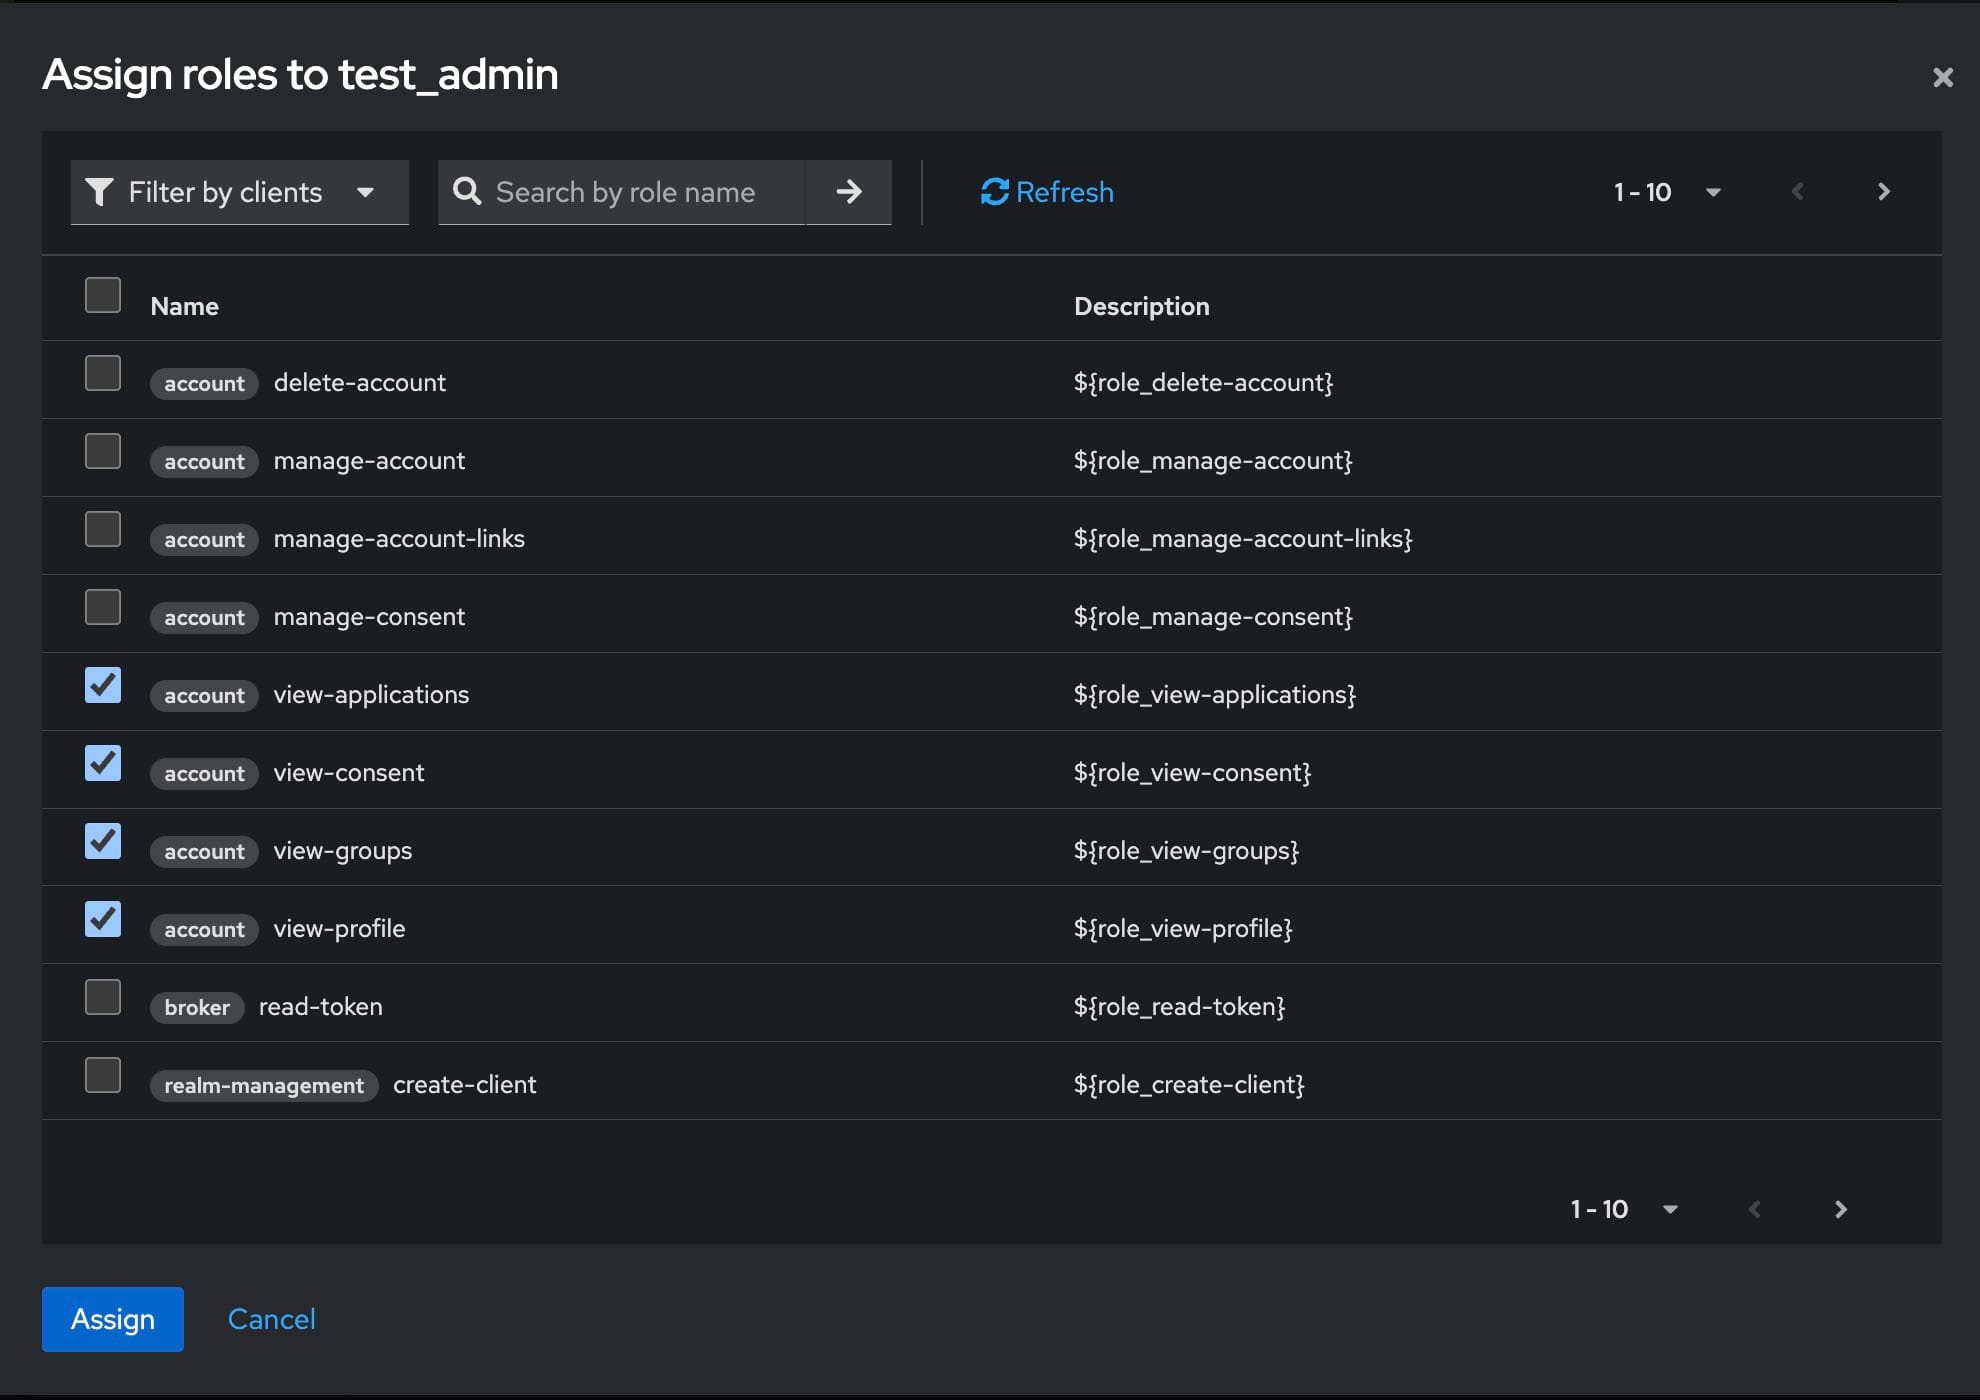 Assign roles to test_admin
Filter by clients Search by role name Refresh 1 - 10
Name Description
account delete-account ${role_delete-account}
account manage-account ${role_manage-account}
account manage-account-links ${role_manage-account-links}
account manage-consent ${role_manage-consent}
account view-applications ${role_view-applications}
account view-consent ${role_view-consent}
account view-groups ${role_view-groups}
account view-profile ${role_view-profile}
broker read-token ${role_read-token}
realm-management create-client ${role_create-client}
1 - 10
Assign Cancel